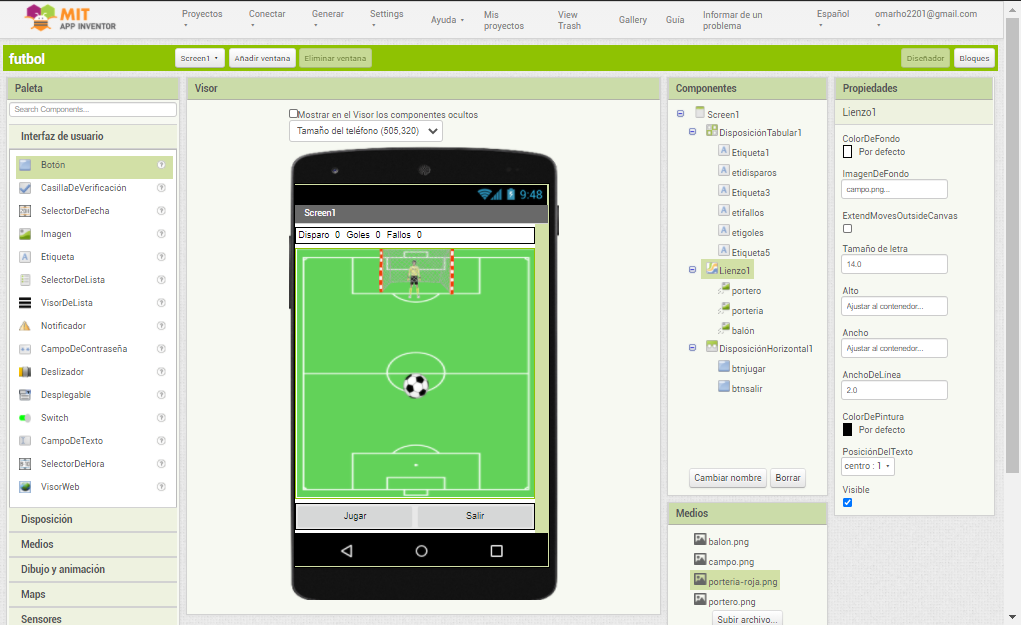 MIT
APP INVENTOR
Proyectos
Conectar
Generar
Settings
Ayuda
Mis proyectos
View Trash
Gallery
Guía
Informar de un problema
Español
omarho2201@gmail.com
futbol
Screen1
Añadir ventana
Eliminar ventana
Diseñador
Bloques
Paleta
Search Components...
Interfaz de usuario
Botón
CasillaDeVerificación
SelectorDeFecha
Imagen
Etiqueta
SelectorDeLista
VisorDeLista
Notificador
CampoDeContraseña
Deslizador
Desplegable
Switch
CampoDeTexto
SelectorDeHora
VisorWeb
Disposición
Medios
Dibujo y animación
Maps
Sensores
Visor
Mostrar en el Visor los componentes ocultos
Tamaño del teléfono (505,320)
9:48
Screen1
Disparo 0 Goles 0 Fallos 0
Jugar
Salir
Componentes
Screen1
DisposiciónTabular1
Etiqueta1
etidisparos
Etiqueta3
etifallos
etigoles
Etiqueta5
Lienzo1
portero
porteria
balón
DisposiciónHorizontal1
btnjugar
btnsalir
Cambiar nombre
Borrar
Medios
balon.png
campo.png
porteria-roja.png
portero.png
Subir archivo...
Propiedades
Lienzo1
ColorDeFondo
Por defecto
ImagenDeFondo
campo.png...
ExtendMovesOutsideCanvas
Tamaño de letra
14.0
Alto
Ajustar al contenedor...
Ancho
Ajustar al contenedor...
AnchoDeLinea
2.0
ColorDePintura
Por defecto
PosiciónDelTexto
centro : 1
Visible